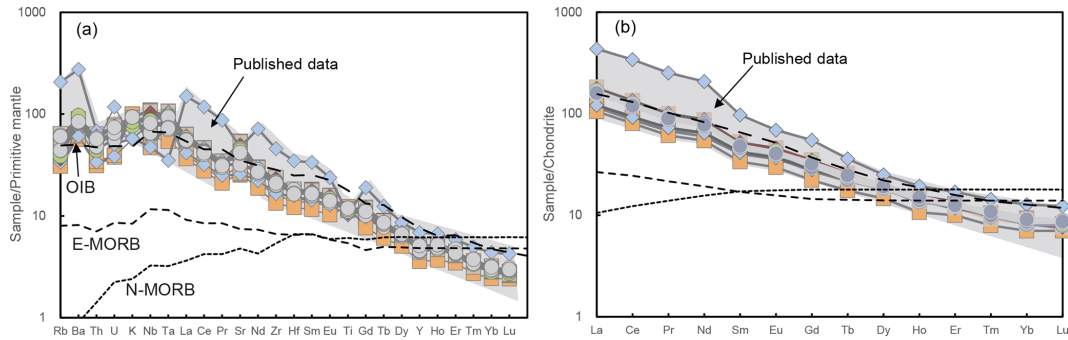 (a)
Sample/Primitive mantle
1000
100
10
1
Published data
OIB
E-MORB
N-MORB
Rb Ba Th U K Nb Ta La Ce Pr Sr Nd Zr Hf Sm Eu Ti Gd Tb Dy Y Ho Er Tm Yb Lu
(b)
Sample/Chondrite
1000
100
10
1
Published data
La Ce Pr Nd Sm Eu Gd Tb Dy Ho Er Tm Yb Lu